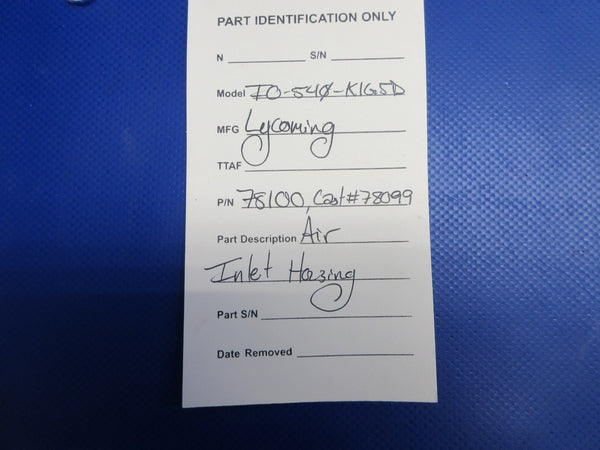 PART IDENTIFICATION ONLY
N S/N
Model IO-540-K1G5D
MFG Lycoming
TTAF
P/N 78100, Cast#78099
Part Description Air
Inlet Hosing
Part S/N
Date Removed